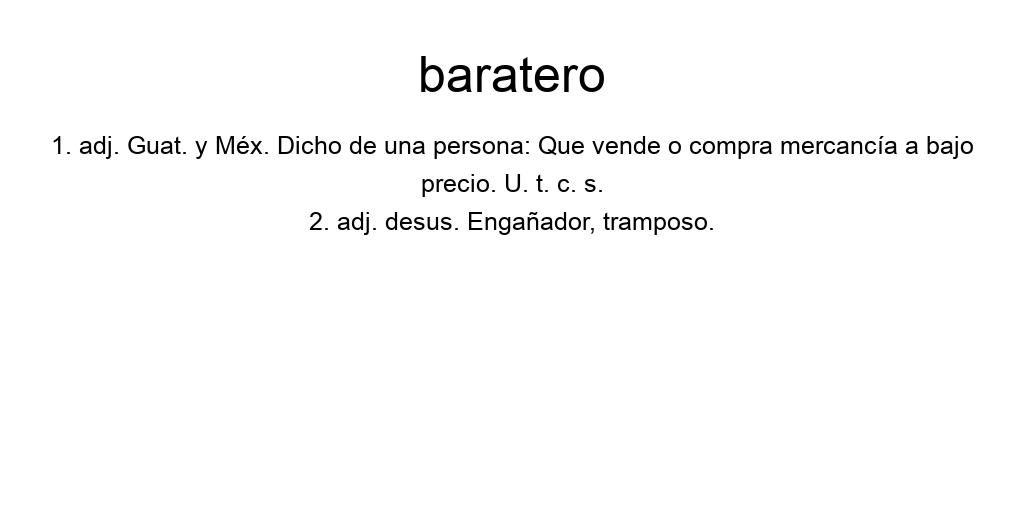 baratero
1. adj. Guat. y Méx. Dicho de una persona: Que vende o compra mercancía a bajo
precio. U. t. c. s.
2. adj. desus. Engañador, tramposo.